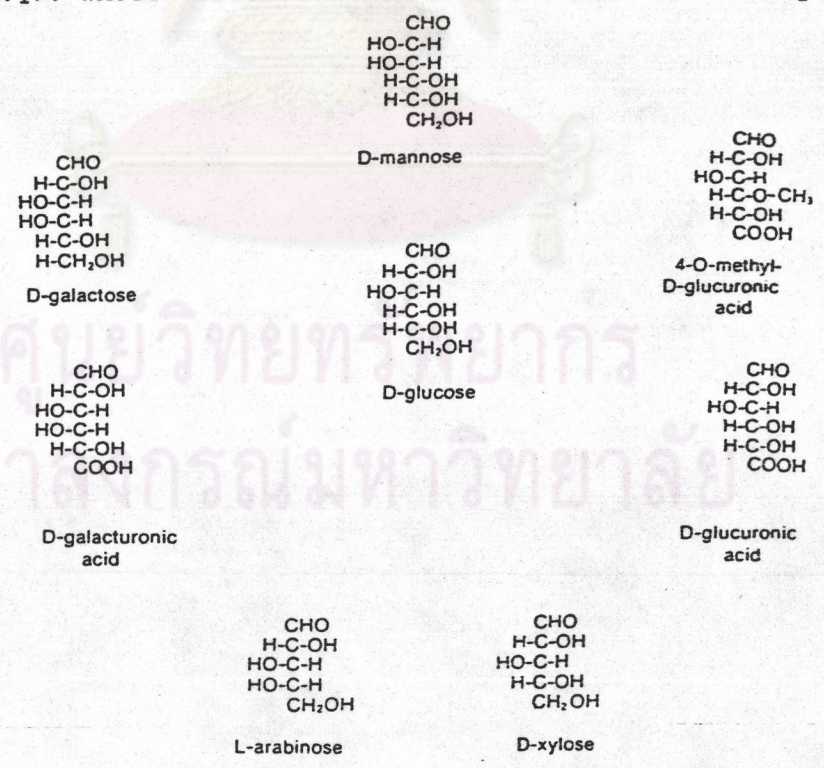 CHO
HO-C-H
HO-C-H
H-C-OH
H-C-OH
CH₂OH
D-mannose
CHO
H-C-OH
HO-C-H
HO-C-H
H-C-OH
H-CH₂OH
D-galactose
CHO
H-C-OH
HO-C-H
H-C-O-CH₃
H-C-OH
COOH
4-O-methyl-
D-glucuronic
acid
CHO
H-C-OH
HO-C-H
H-C-OH
H-C-OH
CH₂OH
D-glucose
CHO
H-C-OH
HO-C-H
HO-C-H
H-C-OH
COOH
D-galacturonic
acid
CHO
H-C-OH
HO-C-H
H-C-OH
H-C-OH
COOH
D-glucuronic
acid
ศูนย์วิทยทรัพยากร
าลงกรณ์มหาวิทยาลัย
CHO
H-C-OH
HO-C-H
HO-C-H
CH₂OH
L-arabinose
CHO
H-C-OH
HO-C-H
H-C-OH
CH₂OH
D-xylose